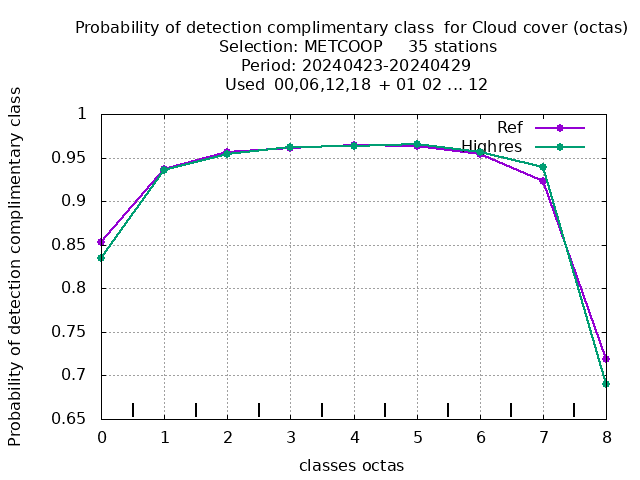 Probability of detection complimentary class  for Cloud cover (octas)
Selection: METCOOP     35 stations
Period: 20240423-20240429
Used  00,06,12,18 + 01 02 ... 12
Probability of detection complimentary class
1
0.95
0.9
0.85
0.8
0.75
0.7
0.65
Ref
Highres
0 1 2 3 4 5 6 7 8
classes octas